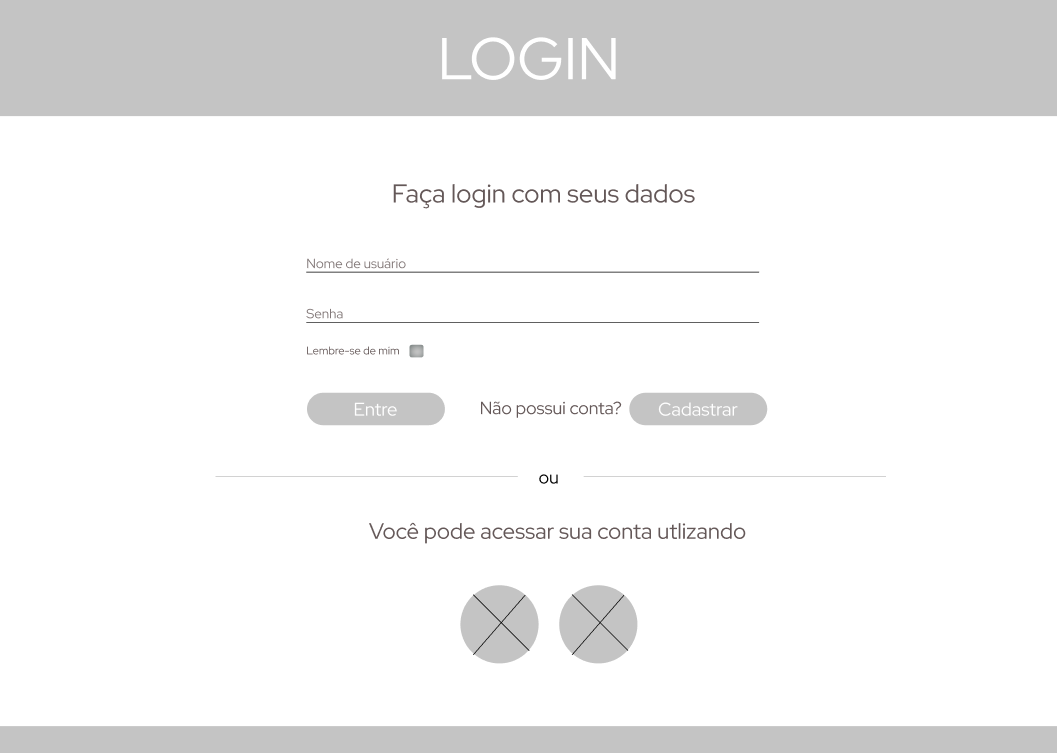 LOGIN
Faça login com seus dados
Nome de usuário
Senha
Lembre-se de mim
Entre
Não possui conta?
Cadastrar
ou
Você pode acessar sua conta utlizando